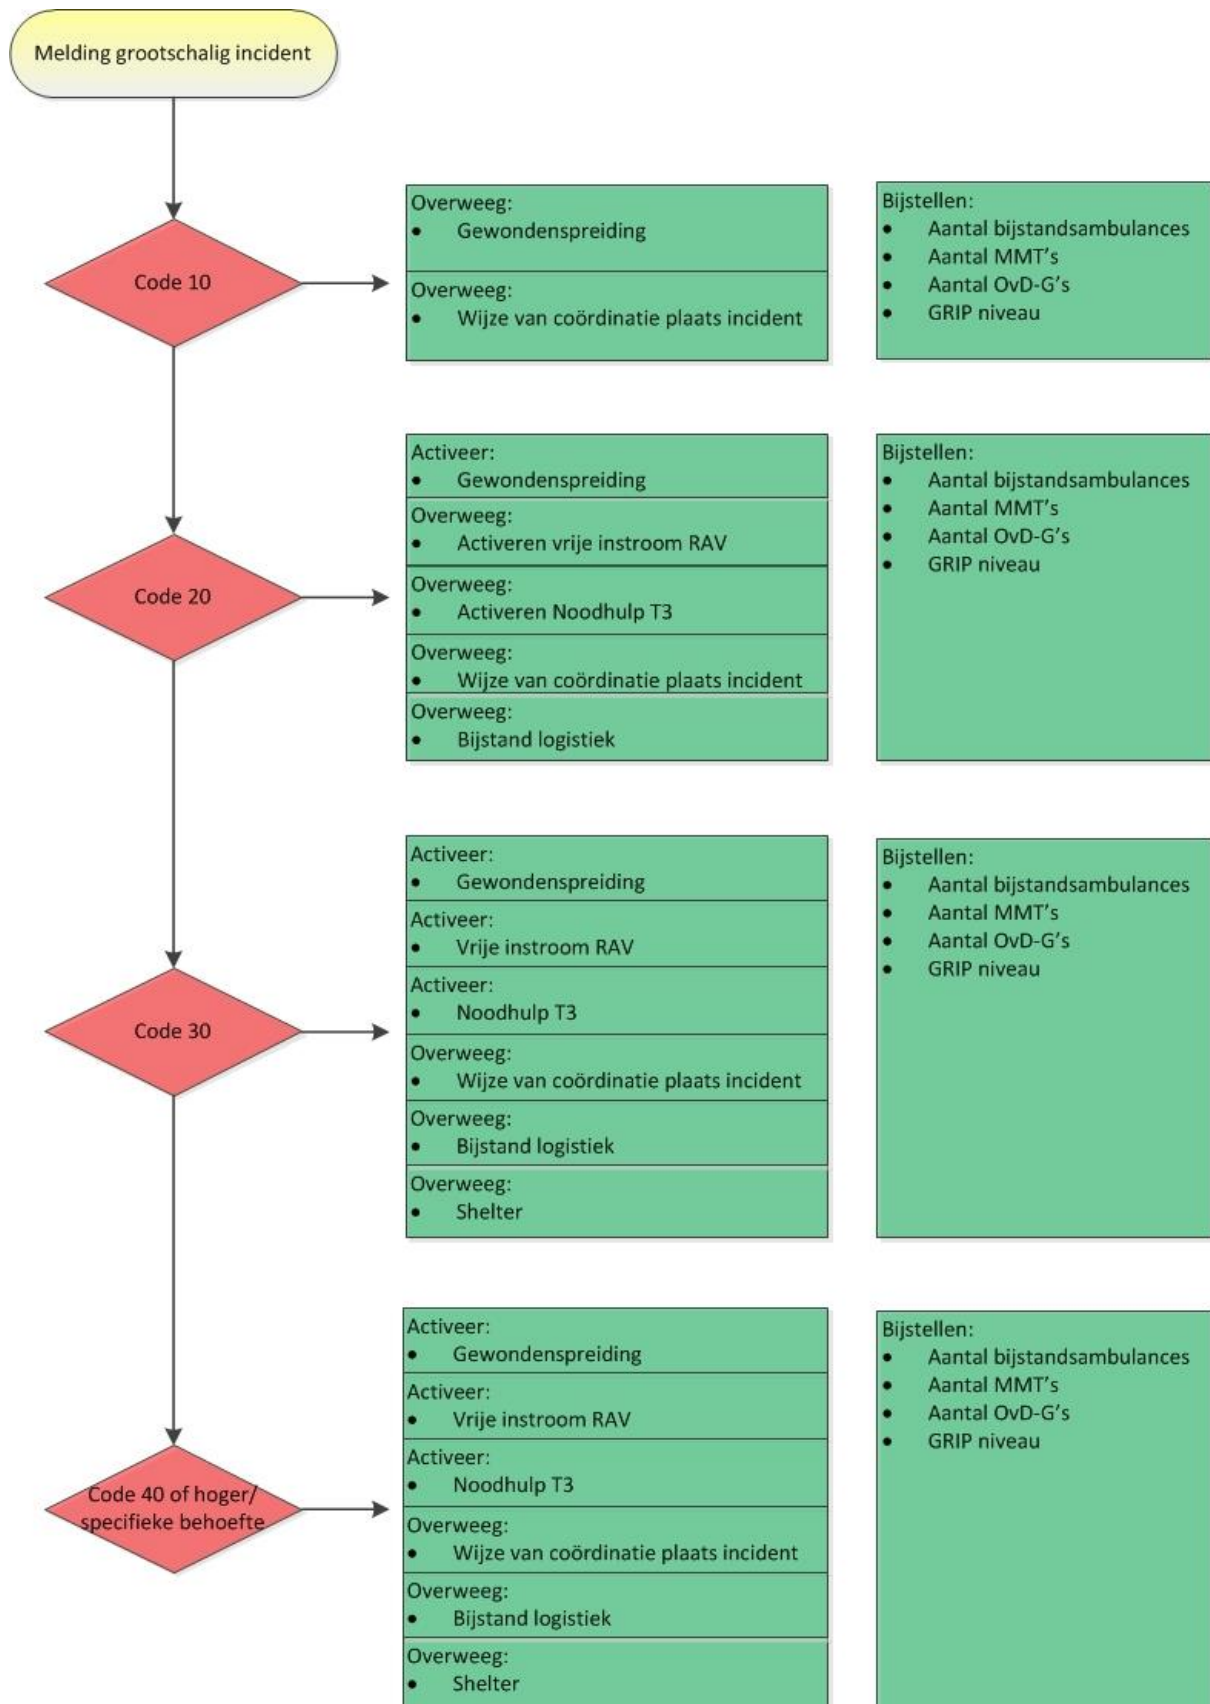 Melding grootschalig incident
Code 10
Overweeg:
• Gewondenspreiding
Overweeg:
• Wijze van coördinatie plaats incident
Bijstellen:
• Aantal bijstandsambulances
• Aantal MMT's
• Aantal OvD-G's
• GRIP niveau
Code 20
Activeer:
• Gewondenspreiding
Overweeg:
• Activeren vrije instroom RAV
Overweeg:
• Activeren Noodhulp T3
Overweeg:
• Wijze van coördinatie plaats incident
Overweeg:
• Bijstand logistiek
Bijstellen:
• Aantal bijstandsambulances
• Aantal MMT's
• Aantal OvD-G's
• GRIP niveau
Code 30
Activeer:
• Gewondenspreiding
Activeer:
• Vrije instroom RAV
Activeer:
• Noodhulp T3
Overweeg:
• Wijze van coördinatie plaats incident
Overweeg:
• Bijstand logistiek
Overweeg:
• Shelter
Bijstellen:
• Aantal bijstandsambulances
• Aantal MMT's
• Aantal OvD-G's
• GRIP niveau
Code 40 of hoger/
specifieke behoefte
Activeer:
• Gewondenspreiding
Activeer:
• Vrije instroom RAV
Activeer:
• Noodhulp T3
Overweeg:
• Wijze van coördinatie plaats incident
Overweeg:
• Bijstand logistiek
Overweeg:
• Shelter
Bijstellen:
• Aantal bijstandsambulances
• Aantal MMT's
• Aantal OvD-G's
• GRIP niveau